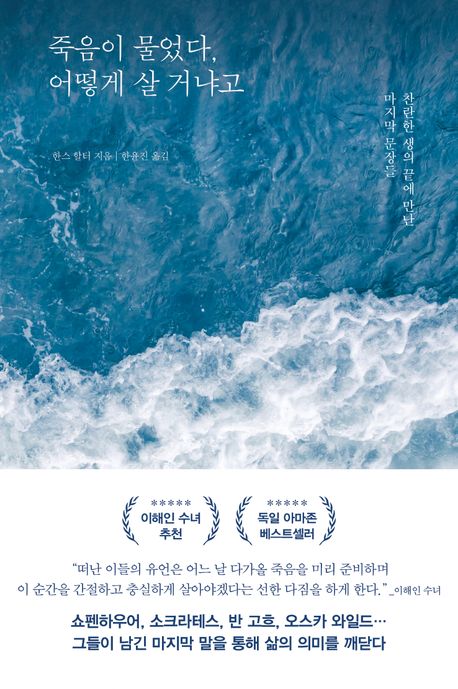 죽음이 물었다,
어떻게 살 거냐고
찬란한 생의 끝에 만난
마지막 문장들
한스 할터 지음 | 한윤진 옮김
*****
이해인 수녀
추천
*****
독일 아마존
베스트셀러
“떠난 이들의 유언은 어느 날 다가올 죽음을 미리 준비하며
이 순간을 간절하고 충실하게 살아야겠다는 선한 다짐을 하게 한다.”_이해인 수녀
쇼펜하우어, 소크라테스, 반 고흐, 오스카 와일드…
그들이 남긴 마지막 말을 통해 삶의 의미를 깨닫다